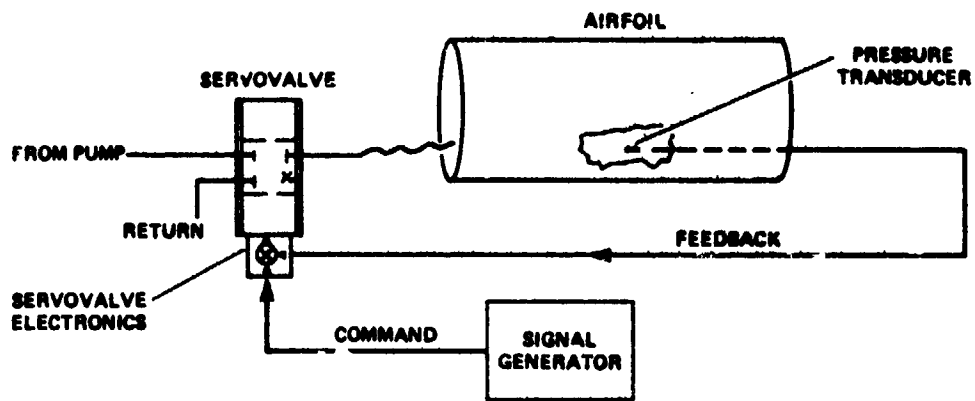 AIRFOIL
PRESSURE
TRANSDUCER
SERVOVALVE
FROM PUMP
RETURN
FEEDBACK
SERVOVALVE
ELECTRONICS
COMMAND
SIGNAL
GENERATOR